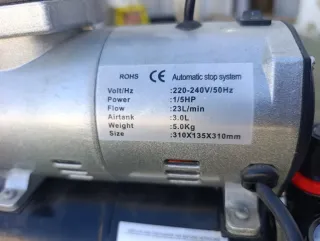 ROHS CE Automatic stop system
Volt/Hz :220-240V/50Hz
Power :1/5HP
Flow :23L/min
Airtank :3.0L
Weight :5.0Kg
Size :310X135X310mm